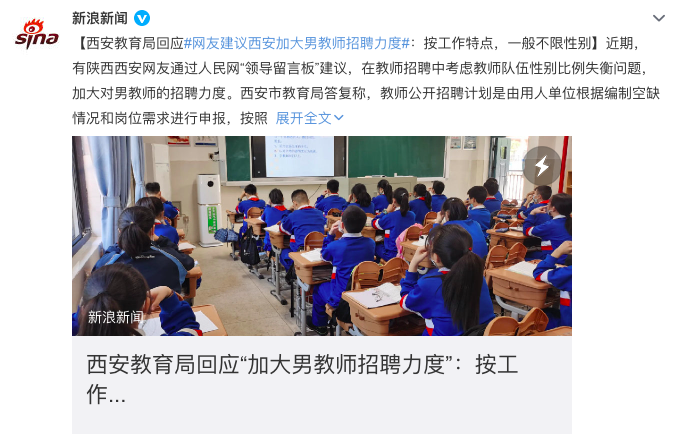 新浪新闻
sina
【西安教育局回应#网友建议西安加大男教师招聘力度#：按工作特点，一般不限性别】近期，
有陕西西安网友通过人民网“领导留言板”建议，在教师招聘中考虑教师队伍性别比例失衡问题，
加大对男教师的招聘力度。西安市教育局答复称，教师公开招聘计划是由用人单位根据编制空缺
情况和岗位需求进行申报，按照 展开全文
新浪新闻
西安教育局回应“加大男教师招聘力度”：按工
作...